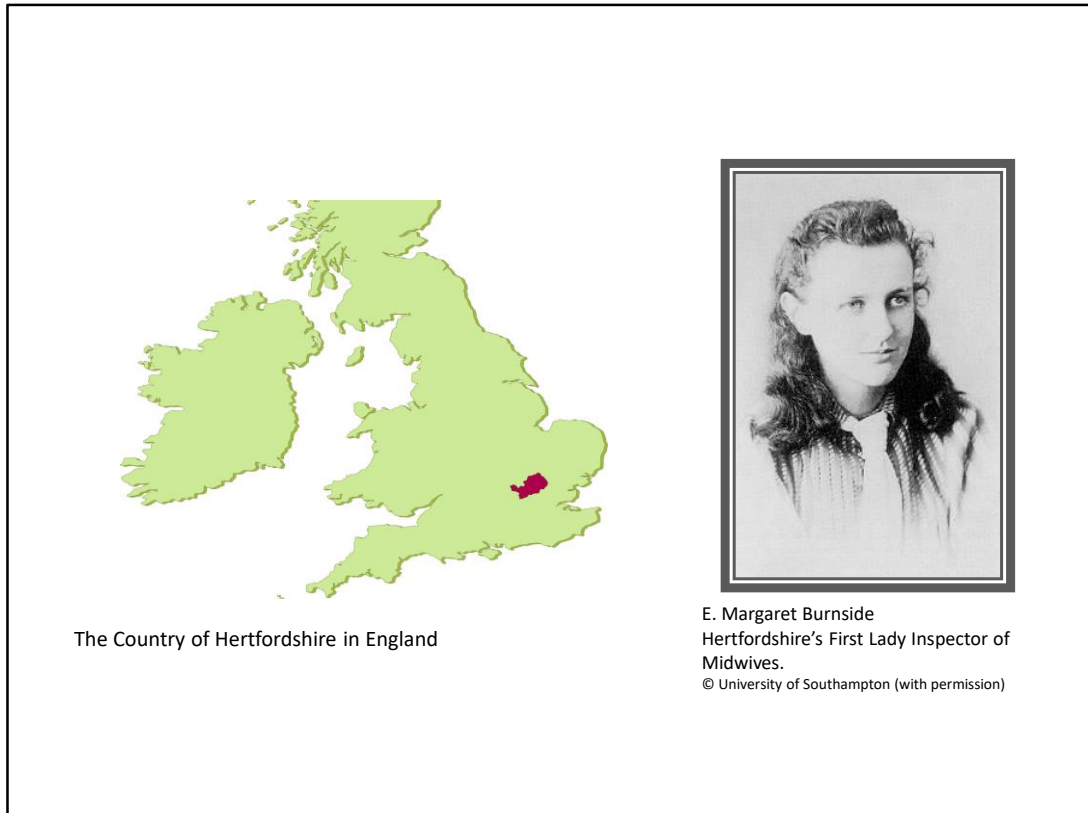 The Country of Hertfordshire in England
E. Margaret Burnside
Hertfordshire’s First Lady Inspector of
Midwives.
© University of Southampton (with permission)